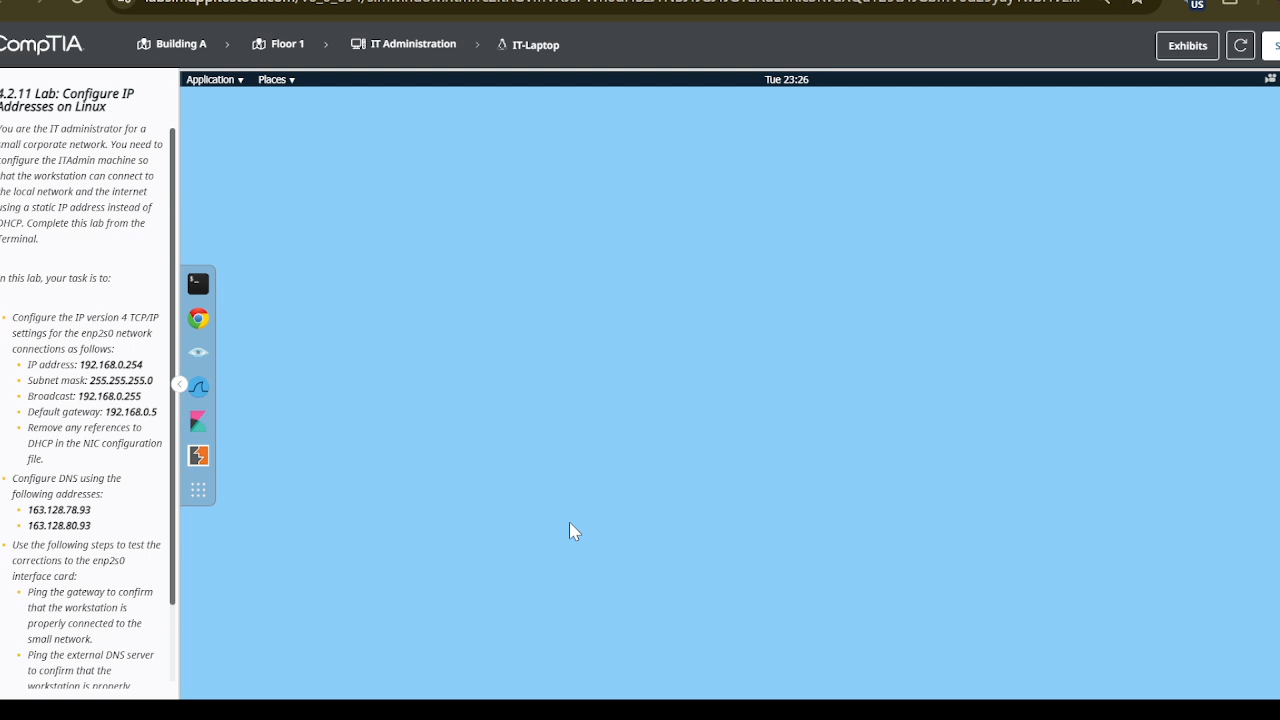 CompTIA.
Building A > Floor 1 > IT Administration > IT-Laptop
Exhibits
US
4.2.11 Lab: Configure IP
Addresses on Linux
Application ▾ Places ▾
Tue 23:26
You are the IT administrator for a
small corporate network. You need to
configure the ITAdmin machine so
that the workstation can connect to
the local network and the internet
using a static IP address instead of
DHCP. Complete this lab from the
Terminal.
In this lab, your task is to:
• Configure the IP version 4 TCP/IP
settings for the enp2s0 network
connections as follows:
• IP address: 192.168.0.254
• Subnet mask: 255.255.255.0
• Broadcast: 192.168.0.255
• Default gateway: 192.168.0.5
• Remove any references to
DHCP in the NIC configuration
file.
• Configure DNS using the
following addresses:
• 163.128.78.93
• 163.128.80.93
• Use the following steps to test the
corrections to the enp2s0
interface card:
• Ping the gateway to confirm
that the workstation is
properly connected to the
small network.
• Ping the external DNS server
to confirm that the
workstation is properly